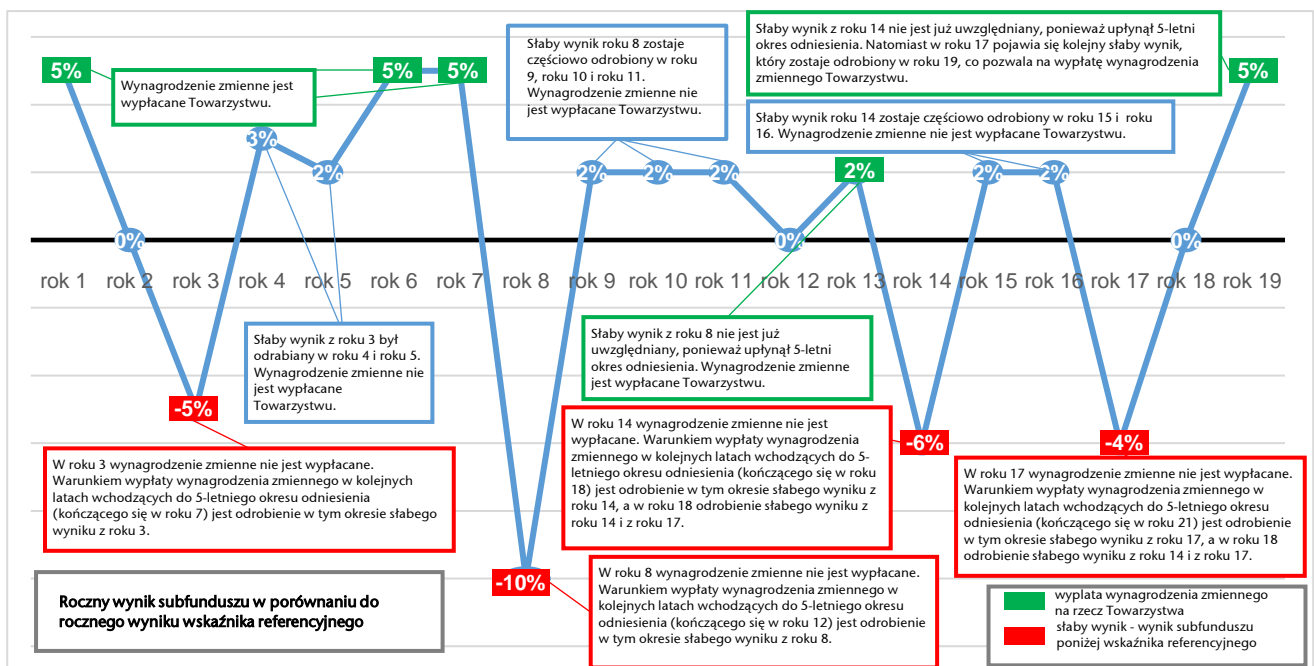 Słaby wynik z roku 14 nie jest już uwzględniany, ponieważ upłynął 5-letni
okres odniesienia. Natomiast w roku 17 pojawia się kolejny słaby wynik,
który zostaje odrobiony w roku 19, co pozwala na wypłatę wynagrodzenia
zmiennego Towarzystwu.
Słaby wynik roku 8 zostaje
częściowo odrobiony w roku
9, roku 10 i roku 11.
Wynagrodzenie zmienne nie
jest wypłacane Towarzystwu.
5%
Wynagrodzenie zmienne jest
wypłacane Towarzystwu.
5%
5%
5%
Słaby wynik roku 14 zostaje częściowo odrobiony w roku 15 i roku
16. Wynagrodzenie zmienne nie jest wypłacane Towarzystwu.
3%
2%
2%
2%
2%
2%
2%
2%
0%
0%
0%
rok 1
rok 2
rok 3
rok 4
rok 5
rok 6
rok 7
rok 8
rok 9
rok 10
rok 11
rok 12
rok 13
rok 14
rok 15
rok 16
rok 17
rok 18
rok 19
Słaby wynik z roku 3 był
odrabiany w roku 4 i roku 5.
Wynagrodzenie zmienne nie
jest wypłacane
Towarzystwu.
Słaby wynik z roku 8 nie jest już
uwzględniany, ponieważ upłynął 5-letni
okres odniesienia. Wynagrodzenie zmienne
jest wypłacane Towarzystwu.
-5%
-6%
-4%
W roku 3 wynagrodzenie zmienne nie jest wypłacane.
Warunkiem wypłaty wynagrodzenia zmiennego w kolejnych
latach wchodzących do 5-letniego okresu odniesienia
(kończącego się w roku 7) jest odrobienie w tym okresie słabego
wyniku z roku 3.
W roku 14 wynagrodzenie zmienne nie jest
wypłacane. Warunkiem wypłaty wynagrodzenia
zmiennego w kolejnych latach wchodzących do 5-
letniego okresu odniesienia (kończącego się w roku
18) jest odrobienie w tym okresie słabego wyniku z
roku 14, a w roku 18 odrobienie słabego wyniku z
roku 14 i z roku 17.
W roku 17 wynagrodzenie zmienne nie jest wypłacane.
Warunkiem wypłaty wynagrodzenia zmiennego w
kolejnych latach wchodzących do 5-letniego okresu
odniesienia (kończącego się w roku 21) jest odrobienie
w tym okresie słabego wyniku z roku 17, a w roku 18
odrobienie słabego wyniku z roku 14 i z roku 17.
-10%
W roku 8 wynagrodzenie zmienne nie jest wypłacane.
Warunkiem wypłaty wynagrodzenia zmiennego w
kolejnych latach wchodzących do 5-letniego okresu
odniesienia (kończącego się w roku 12) jest odrobienie
w tym okresie słabego wyniku z roku 8.
Roczny wynik subfunduszu w porównaniu do
rocznego wyniku wskaźnika referencyjnego
wyplata wynagrodzenia zmiennego
na rzecz Towarzystwa
słaby wynik - wynik subfunduszu
poniżej wskaźnika referencyjnego